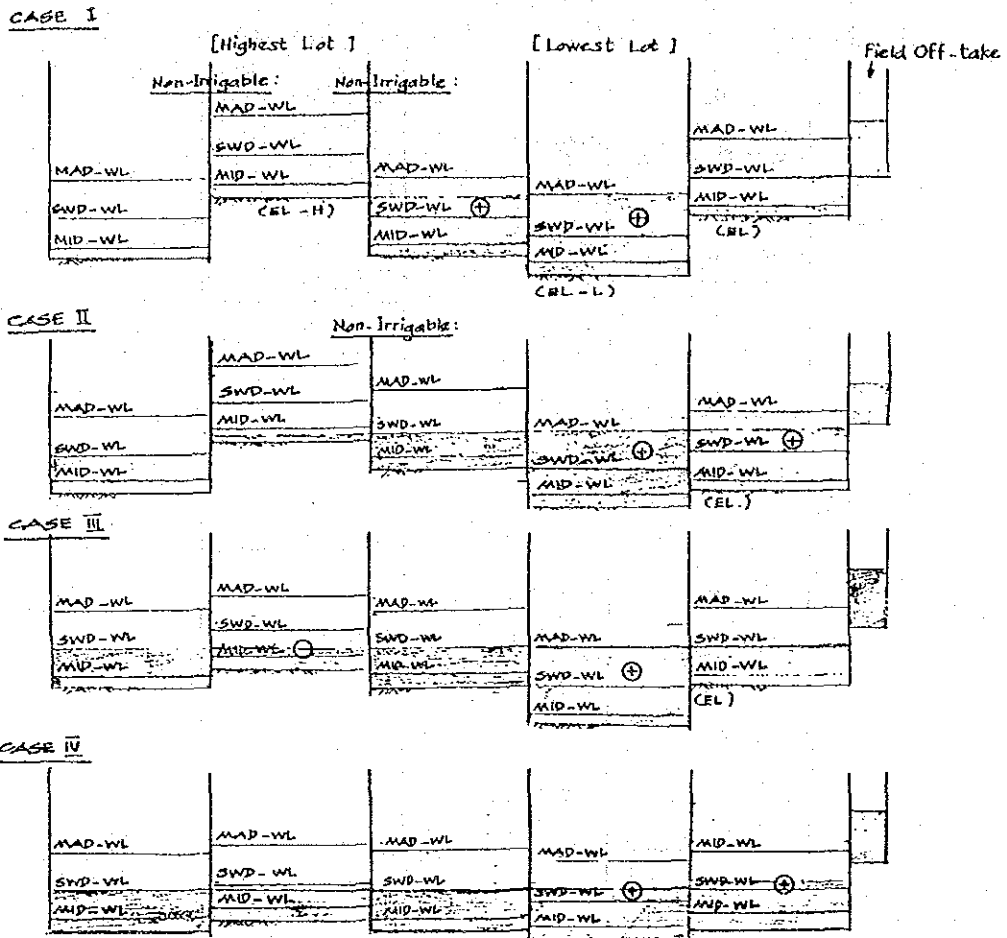 CASE I
[Highest Lot]
[Lowest Lot]
Field Off-take
Non-Irrigable:
Non-Irrigable:
MAD-WL
SWD-WL
MID-WL
MAD-WL
SWD-WL
MID-WL
(EL-H)
MAD-WL
SWD-WL ⊕
MID-WL
MAD-WL
SWD-WL ⊕
MID-WL
(EL-L)
MAD-WL
SWD-WL
MID-WL
(EL)
CASE II
Non-Irrigable:
MAD-WL
SWD-WL
MID-WL
MAD-WL
SWD-WL
MID-WL
MAD-WL
SWD-WL
MID-WL
MAD-WL
SWD-WL ⊕
MID-WL
MAD-WL
SWD-WL ⊕
MID-WL
(EL.)
CASE III
MAD-WL
SWD-WL
MID-WL
MAD-WL
SWD-WL
MID-WL ⊖
MAD-WL
SWD-WL
MID-WL
MAD-WL
SWD-WL ⊕
MID-WL
MAD-WL
SWD-WL
MID-WL
(EL)
CASE IV
MAD-WL
SWD-WL
MID-WL
MAD-WL
SWD-WL
MID-WL
MAD-WL
SWD-WL
MID-WL
MAD-WL
SWD-WL ⊕
MID-WL
MID-WL
SWD-WL ⊕
MID-WL